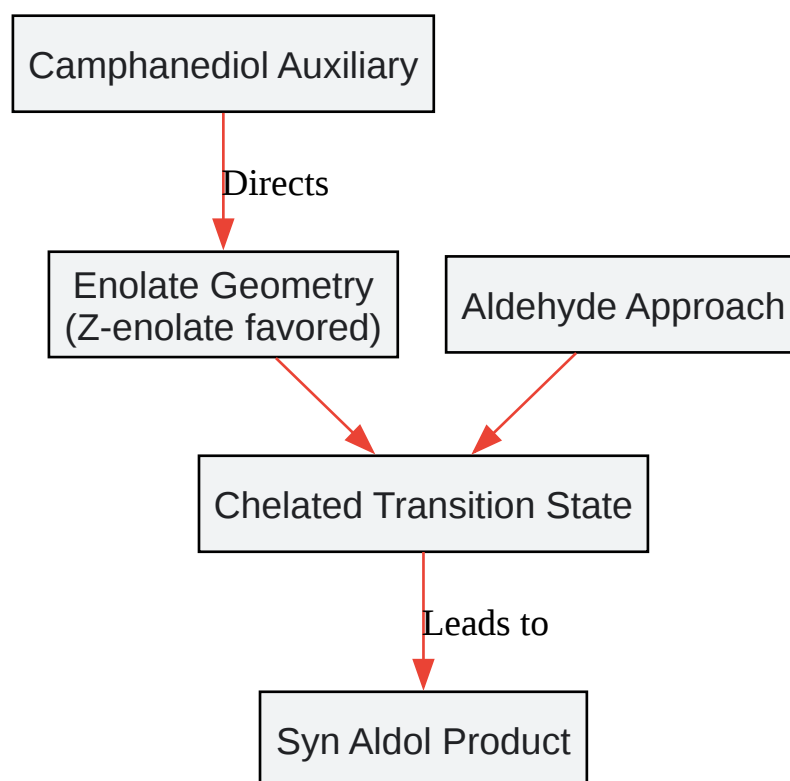 Camphanediol Auxiliary
Directs
Enolate Geometry
(Z-enolate favored)
Aldehyde Approach
Chelated Transition State
Leads to
Syn Aldol Product